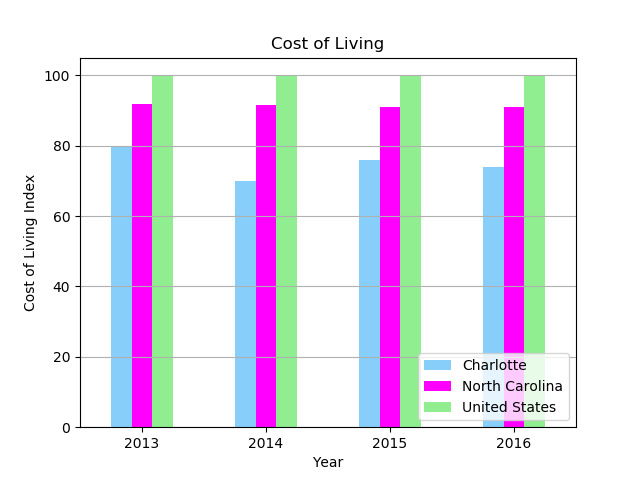 Cost of Living
100
80
60
40
20
0
Cost of Living Index
2013 2014 2015 2016
Year
Charlotte
North Carolina
United States